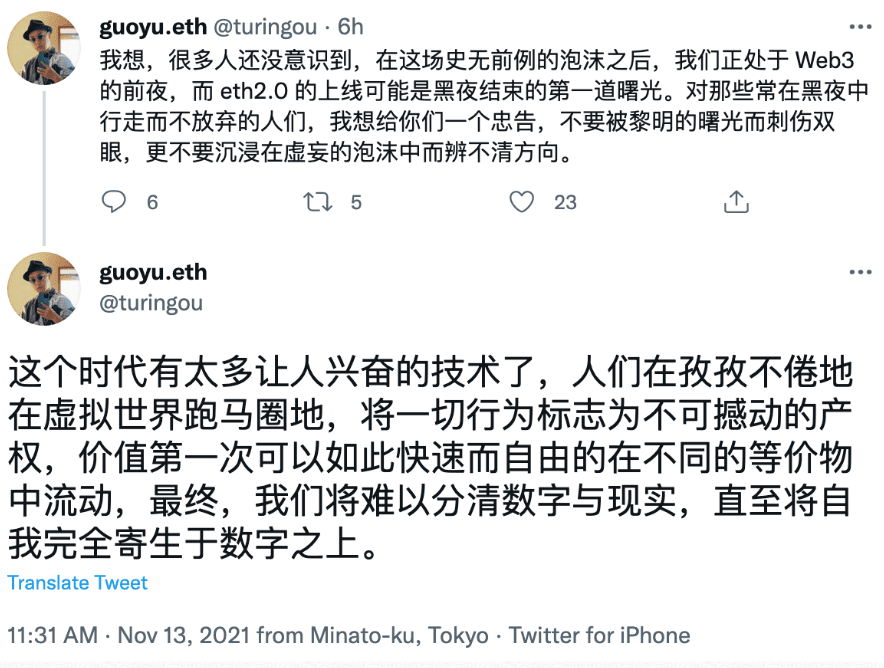 guoyu.eth @turingou · 6h
我想，很多人还没意识到，在这场史无前例的泡沫之后，我们正处于 Web3
的前夜，而 eth2.0 的上线可能是黑夜结束的第一道曙光。对那些常在黑夜中
行走而不放弃的人们，我想给你们一个忠告，不要被黎明的曙光而刺伤双
眼，更不要沉浸在虚妄的泡沫中而辨不清方向。
6 5 23
guoyu.eth
@turingou
这个时代有太多让人兴奋的技术了，人们在孜孜不倦地
在虚拟世界跑马圈地，将一切行为标志为不可撼动的产
权，价值第一次可以如此快速而自由的在不同的等价物
中流动，最终，我们将难以分清数字与现实，直至将自
我完全寄生于数字之上。
Translate Tweet
11:31 AM · Nov 13, 2021 from Minato-ku, Tokyo · Twitter for iPhone